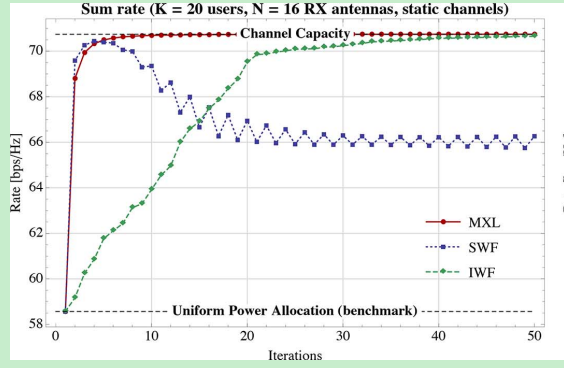 Sum rate (K = 20 users, N = 16 RX antennas, static channels)
Channel Capacity
70
68
66
64
62
60
58
Rate [bps/Hz]
MXL
SWF
IWF
Uniform Power Allocation (benchmark)
0 10 20 30 40 50
Iterations